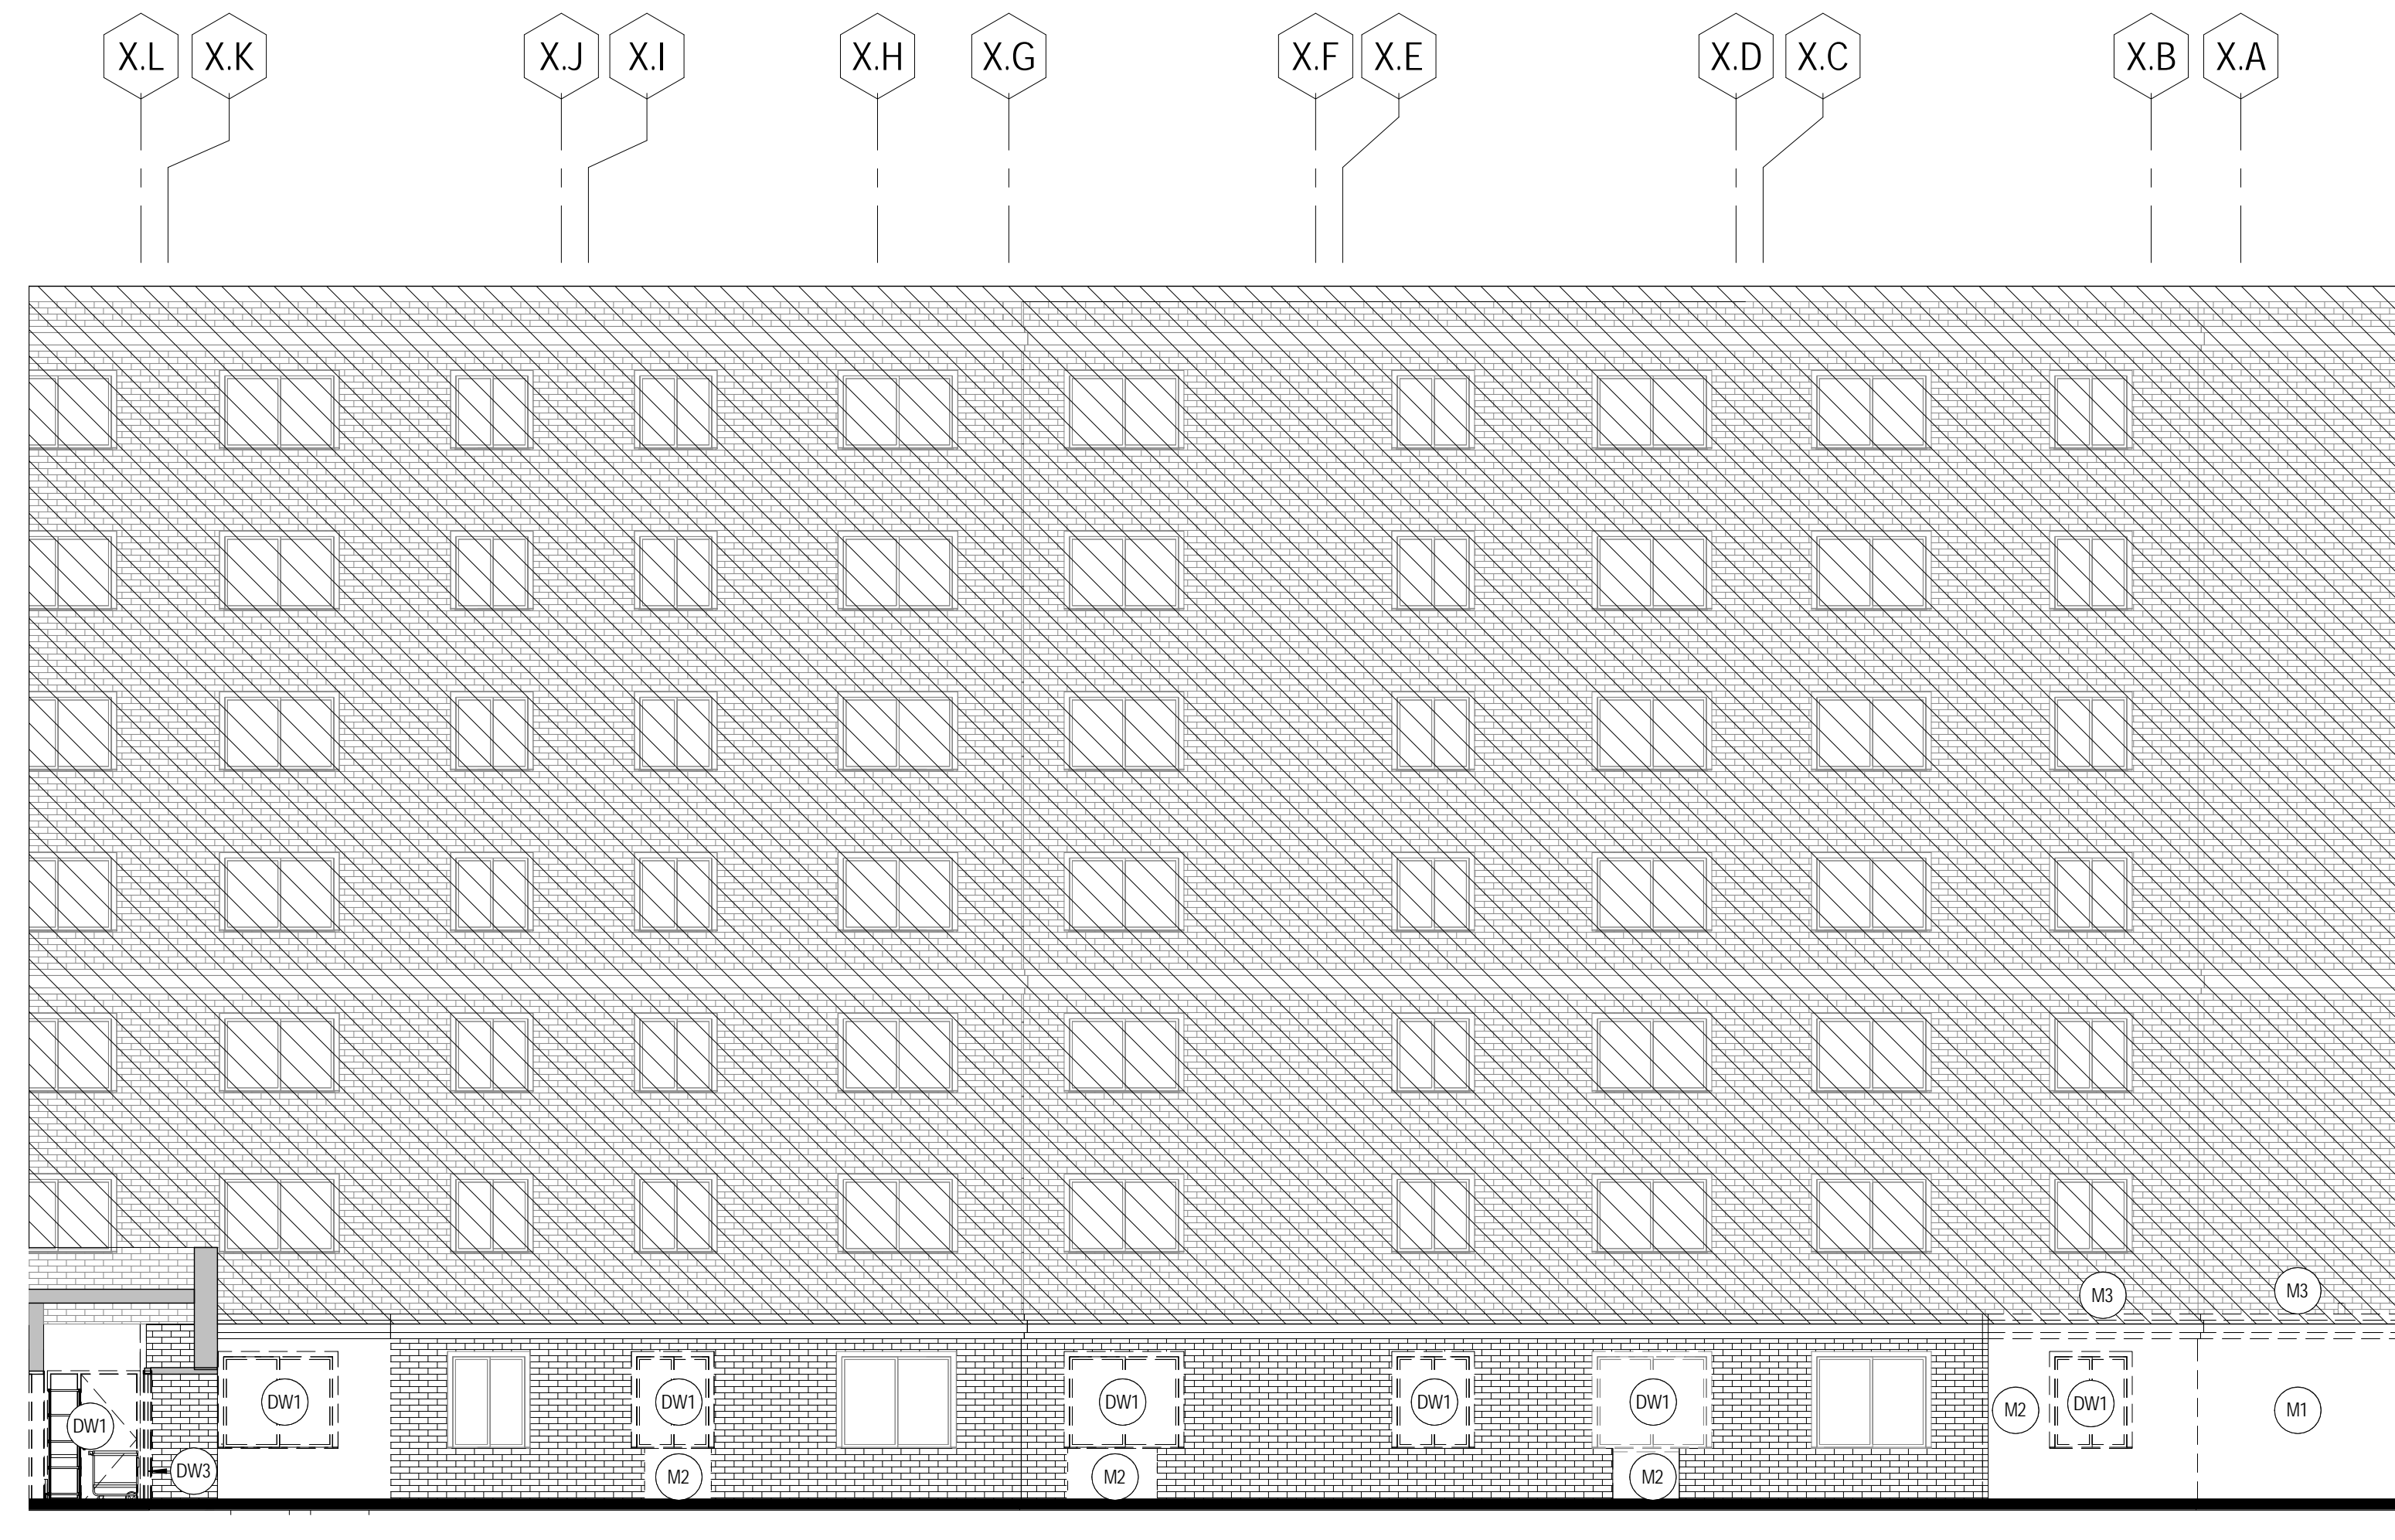 X.L X.K X.J X.I X.H X.G X.F X.E X.D X.C X.B X.A
M3 M3
DW1 DW1 DW1 DW1 DW1 DW1 M2 DW1 M1
DW1
DW3 M2 M2 M2